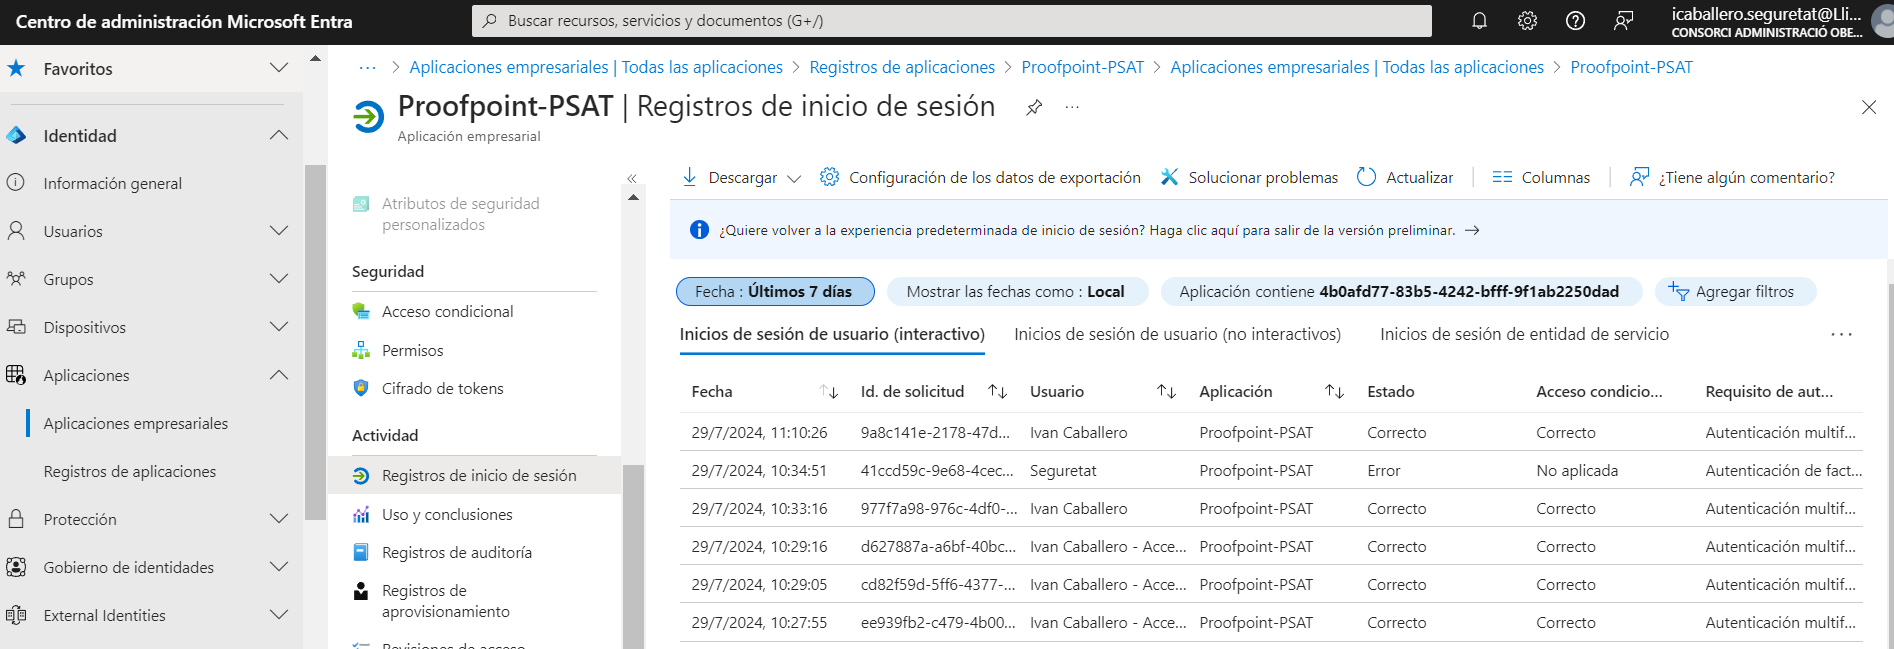 Centro de administración Microsoft Entra
Buscar recursos, servicios y documentos (G+/)
icaballero.seguretat@Lli...
CONSORCI ADMINISTRACIÓ OBE...
Favoritos
Identidad
Información general
Usuarios
Grupos
Dispositivos
Aplicaciones
Aplicaciones empresariales
Registros de aplicaciones
Protección
Gobierno de identidades
External Identities
··· > Aplicaciones empresariales | Todas las aplicaciones > Registros de aplicaciones > Proofpoint-PSAT > Aplicaciones empresariales | Todas las aplicaciones > Proofpoint-PSAT
Proofpoint-PSAT | Registros de inicio de sesión
Aplicación empresarial
Atributos de seguridad
personalizados
Seguridad
Acceso condicional
Permisos
Cifrado de tokens
Actividad
Registros de inicio de sesión
Uso y conclusiones
Registros de auditoría
Registros de
aprovisionamiento
Revisiones de acceso
Descargar Configuración de los datos de exportación Solucionar problemas Actualizar Columnas ¿Tiene algún comentario?
¿Quiere volver a la experiencia predeterminada de inicio de sesión? Haga clic aquí para salir de la versión preliminar. →
Fecha : Últimos 7 días Mostrar las fechas como : Local Aplicación contiene 4b0afd77-83b5-4242-bfff-9f1ab2250dad Agregar filtros
Inicios de sesión de usuario (interactivo) Inicios de sesión de usuario (no interactivos) Inicios de sesión de entidad de servicio ···
Fecha Id. de solicitud Usuario Aplicación Estado Acceso condicio... Requisito de aut...
29/7/2024, 11:10:26 9a8c141e-2178-47d... Ivan Caballero Proofpoint-PSAT Correcto Correcto Autenticación multif...
29/7/2024, 10:34:51 41ccd59c-9e68-4cec... Seguretat Proofpoint-PSAT Error No aplicada Autenticación de fact...
29/7/2024, 10:33:16 977f7a98-976c-4df0-... Ivan Caballero Proofpoint-PSAT Correcto Correcto Autenticación multif...
29/7/2024, 10:29:16 d627887a-a6bf-40bc... Ivan Caballero - Acce... Proofpoint-PSAT Correcto Correcto Autenticación multif...
29/7/2024, 10:29:05 cd82f59d-5ff6-4377-... Ivan Caballero - Acce... Proofpoint-PSAT Correcto Correcto Autenticación multif...
29/7/2024, 10:27:55 ee939fb2-c479-4b00... Ivan Caballero - Acce... Proofpoint-PSAT Correcto Correcto Autenticación multif...